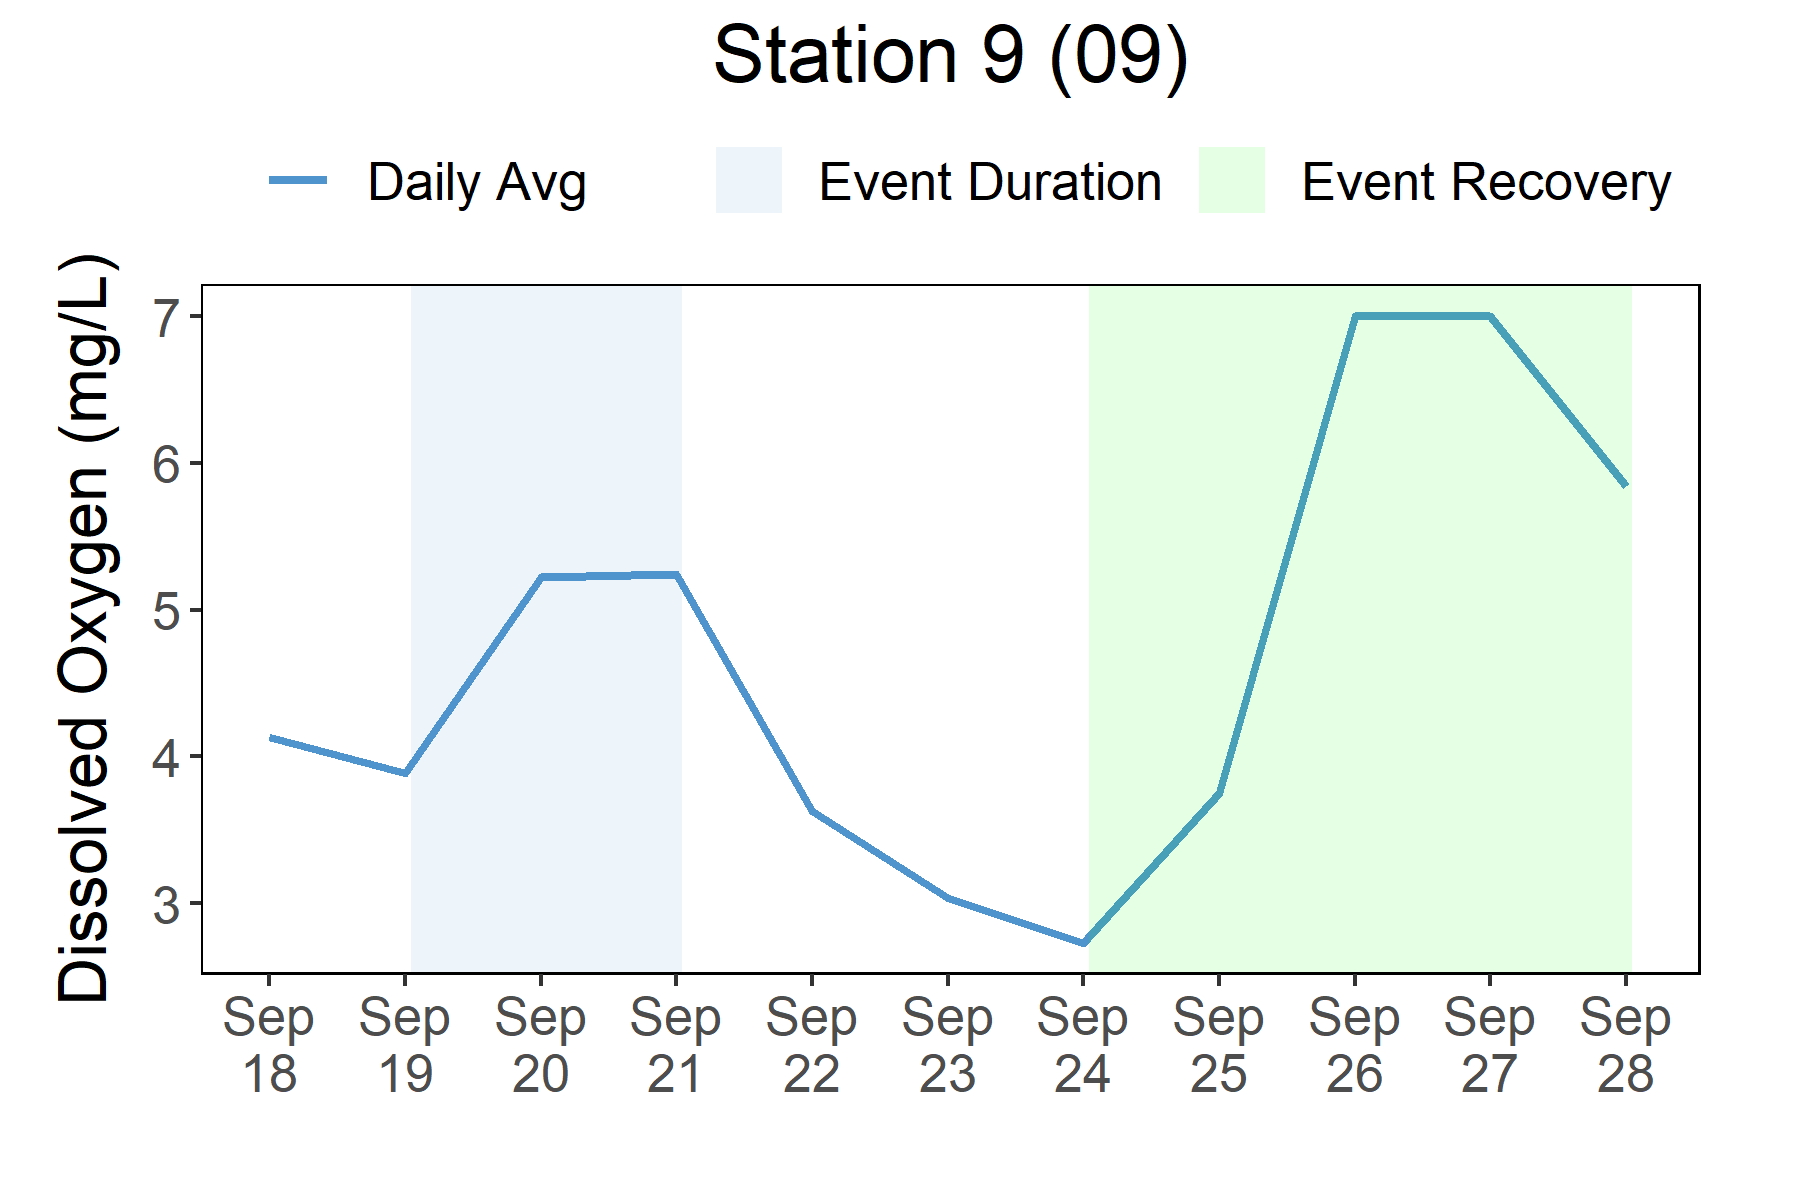 Station 9 (09)
Daily Avg Event Duration Event Recovery
Dissolved Oxygen (mg/L)
7
6
5
4
3
Sep Sep Sep Sep Sep Sep Sep Sep Sep Sep Sep
18 19 20 21 22 23 24 25 26 27 28